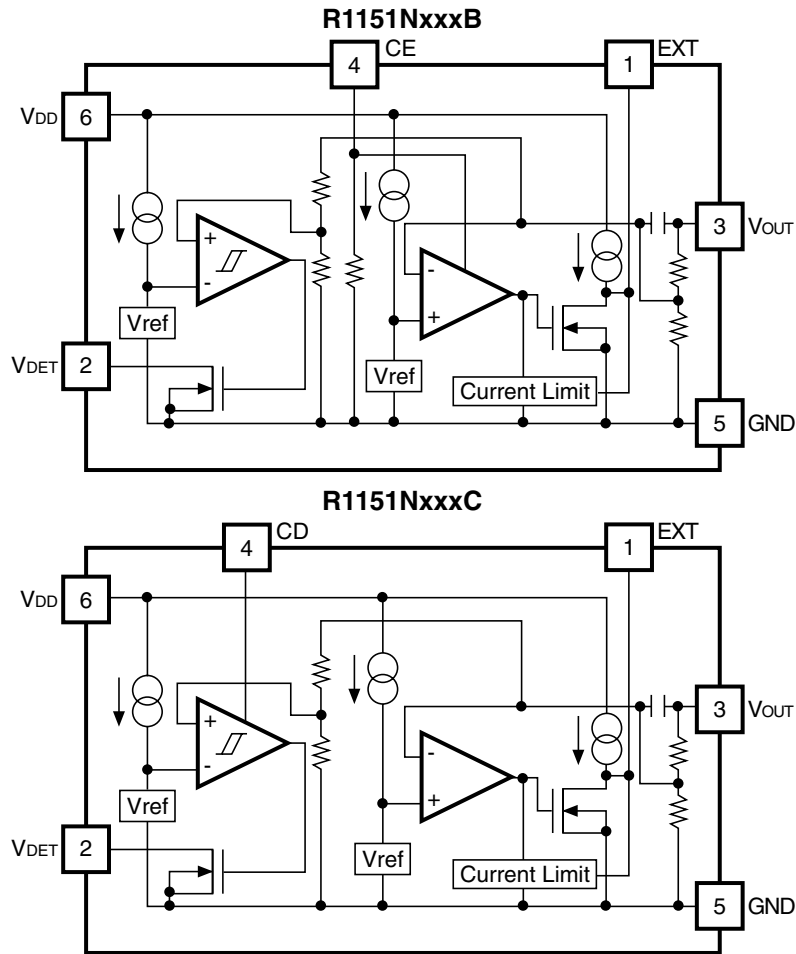 R1151NxxxB
4 CE
1 EXT
VDD 6
+
-
Vref
-
+
3 VOUT
VDET 2
Vref
Current Limit
5 GND
R1151NxxxC
4 CD
1 EXT
VDD 6
+
-
Vref
-
+
3 VOUT
VDET 2
Vref
Current Limit
5 GND